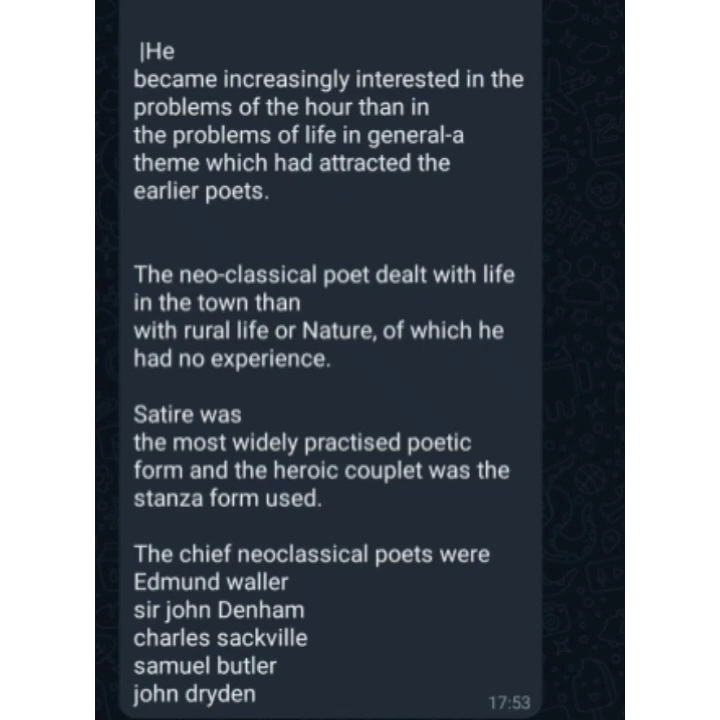 |He
became increasingly interested in the
problems of the hour than in
the problems of life in general-a
theme which had attracted the
earlier poets.
The neo-classical poet dealt with life
in the town than
with rural life or Nature, of which he
had no experience.
Satire was
the most widely practised poetic
form and the heroic couplet was the
stanza form used.
The chief neoclassical poets were
Edmund waller
sir john Denham
charles sackville
samuel butler
john dryden
17:53